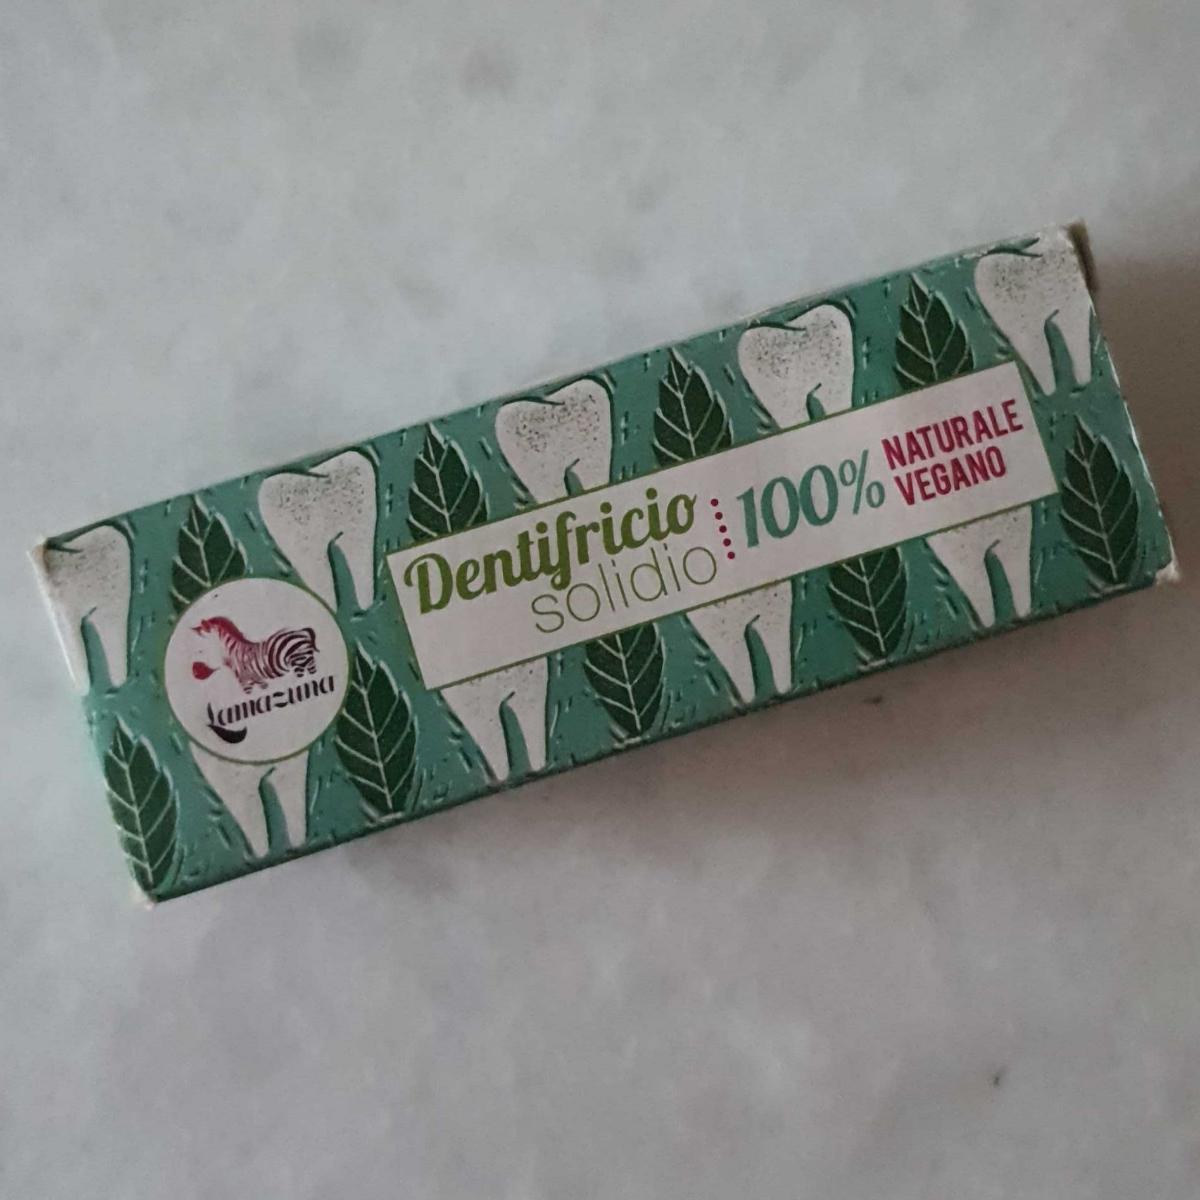 Lamazuna
Dentifricio
solidio
100%
NATURALE
VEGANO